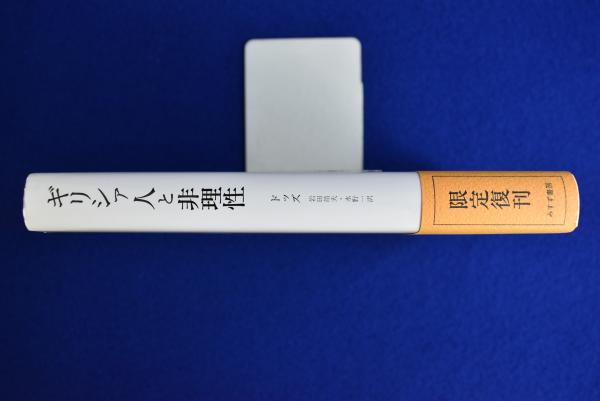 ギリシァ人と非理性
ドッズ
岩田靖夫・水野一訳
限定復刊
みすず書房